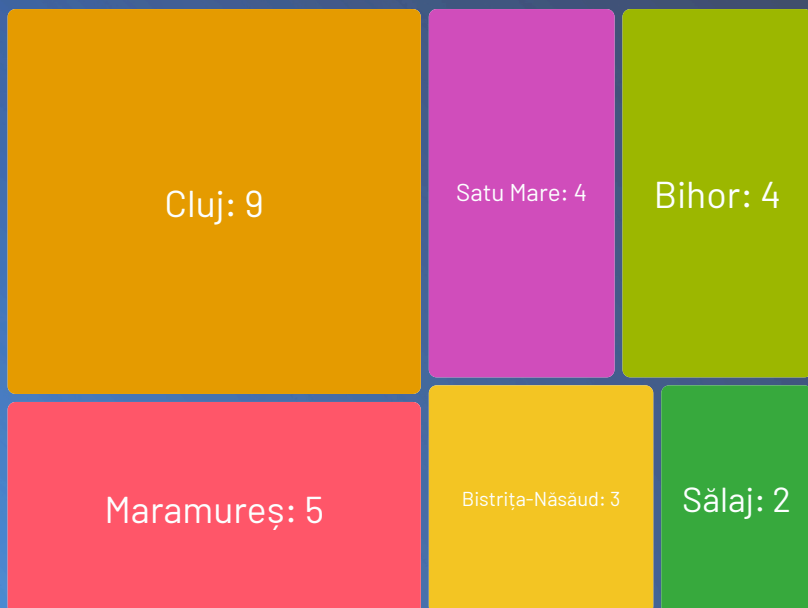 Cluj: 9
Satu Mare: 4
Bihor: 4
Maramureș: 5
Bistrița-Năsăud: 3
Sălaj: 2